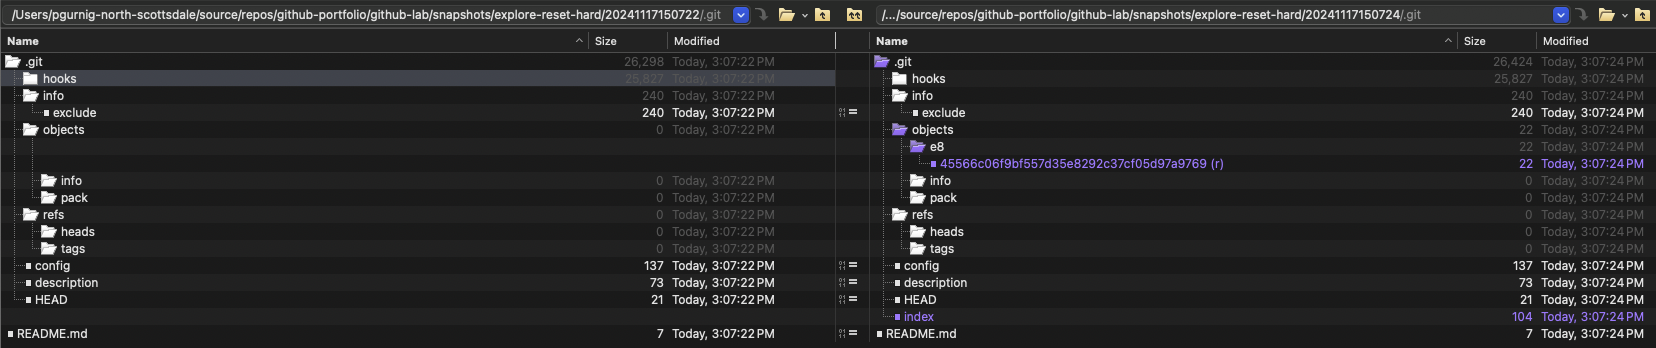 /Users/pgurnig-north-scottsdale/source/repos/github-portfolio/github-lab/snapshots/explore-reset-hard/20241117150722/.git /.../source/repos/github-portfolio/github-lab/snapshots/explore-reset-hard/20241117150724/.git
Name Size Modified Name Size Modified
.git 26,298 Today, 3:07:22 PM .git 26,424 Today, 3:07:24 PM
hooks 25,827 Today, 3:07:22 PM hooks 25,827 Today, 3:07:24 PM
info 240 Today, 3:07:22 PM info 240 Today, 3:07:24 PM
exclude 240 Today, 3:07:22 PM = exclude 240 Today, 3:07:24 PM
objects 0 Today, 3:07:22 PM objects 22 Today, 3:07:24 PM
e8 22 Today, 3:07:24 PM
45566c06f9bf557d35e8292c37cf05d97a9769 (r) 22 Today, 3:07:24 PM
info 0 Today, 3:07:22 PM info 0 Today, 3:07:24 PM
pack 0 Today, 3:07:22 PM pack 0 Today, 3:07:24 PM
refs 0 Today, 3:07:22 PM refs 0 Today, 3:07:24 PM
heads 0 Today, 3:07:22 PM heads 0 Today, 3:07:24 PM
tags 0 Today, 3:07:22 PM tags 0 Today, 3:07:24 PM
config 137 Today, 3:07:22 PM = config 137 Today, 3:07:24 PM
description 73 Today, 3:07:22 PM = description 73 Today, 3:07:24 PM
HEAD 21 Today, 3:07:22 PM = HEAD 21 Today, 3:07:24 PM
index 104 Today, 3:07:24 PM
README.md 7 Today, 3:07:22 PM = README.md 7 Today, 3:07:24 PM